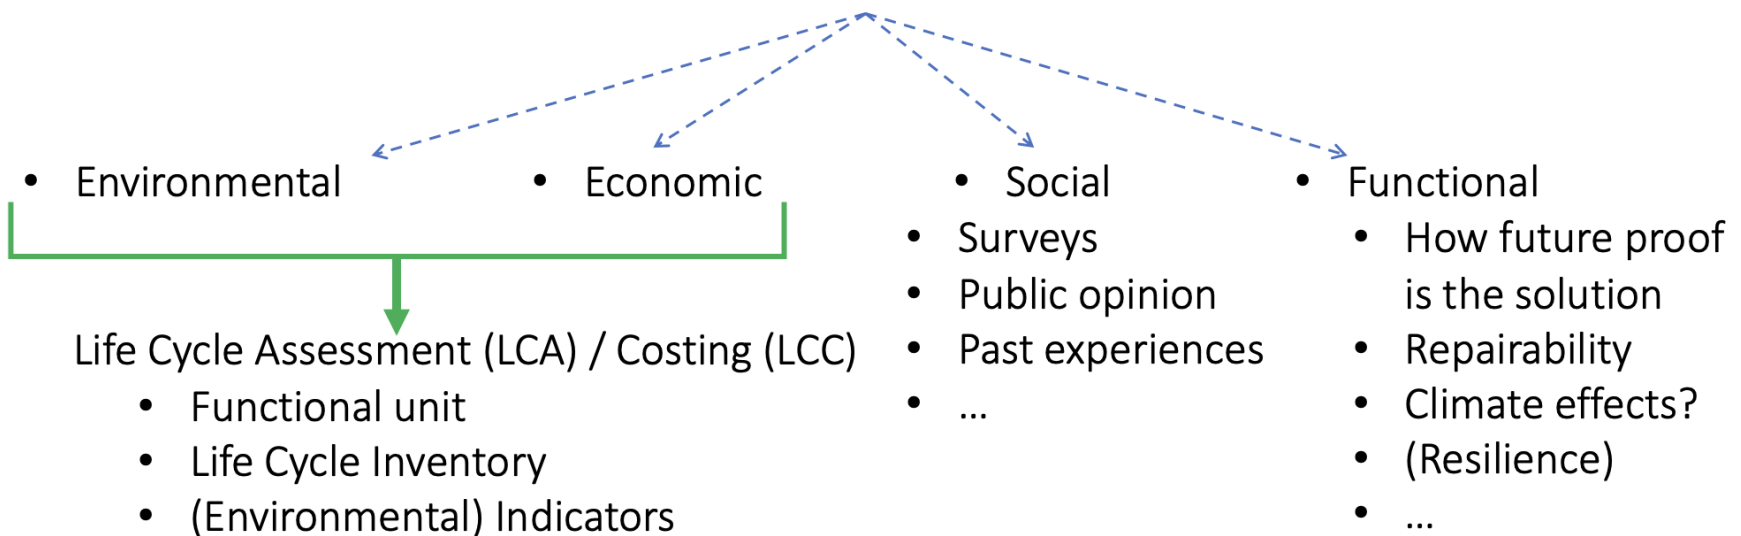 • Environmental
• Economic
• Social
• Functional
Life Cycle Assessment (LCA) / Costing (LCC)
• Functional unit
• Life Cycle Inventory
• (Environmental) Indicators
• Surveys
• Public opinion
• Past experiences
• ...
• How future proof
is the solution
• Repairability
• Climate effects?
• (Resilience)
• ...